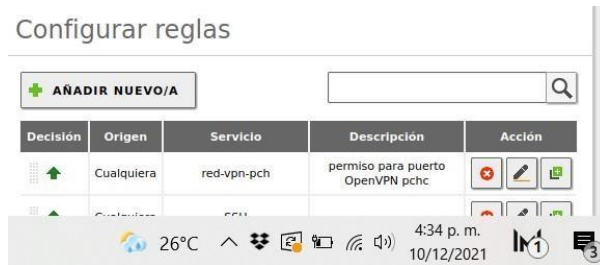 Configurar reglas
AÑADIR NUEVO/A
Decisión Origen Servicio Descripción Acción
Cualquiera red-vpn-pch permiso para puerto
OpenVPN pchc
26°C 4:34 p. m.
10/12/2021
1
3